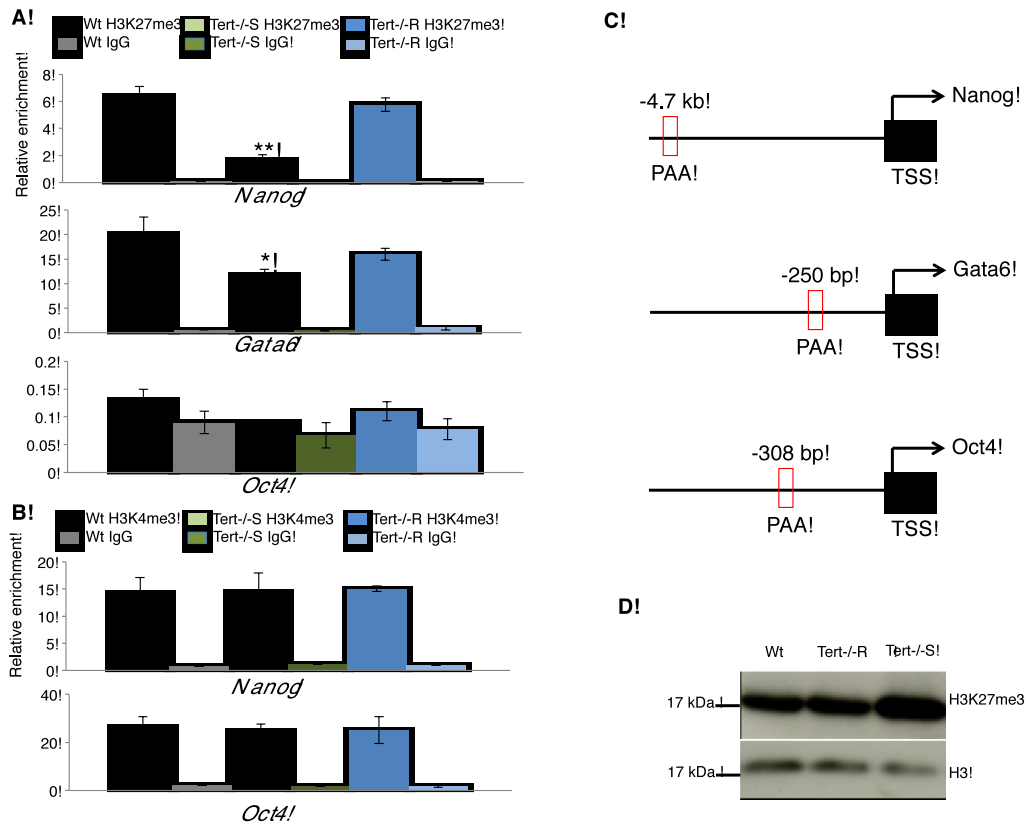 A!
Wt H3K27me3 Tert-/-S H3K27me3 Tert-/-R H3K27me3!
Wt IgG Tert-/-S IgG! Tert-/-R IgG!
Relative enrichment!
8!
6!
4!
2!
0!
**!
Nanog
25!
20!
15!
10!
5!
0!
*!
Gata6
0.2!
0.15!
0.1!
0.05!
0!
Oct4!
B!
Wt H3K4me3! Tert-/-S H3K4me3 Tert-/-R H3K4me3!
Wt IgG Tert-/-S IgG! Tert-/-R IgG!
Relative enrichment!
20!
15!
10!
5!
0!
Nanog
40!
20!
0!
Oct4!
C!
-4.7 kb!
Nanog!
PAA!
TSS!
-250 bp!
Gata6!
PAA!
TSS!
-308 bp!
Oct4!
PAA!
TSS!
D!
Wt Tert-/-R Tert-/-S!
17 kDa ! H3K27me3
17 kDa ! H3!